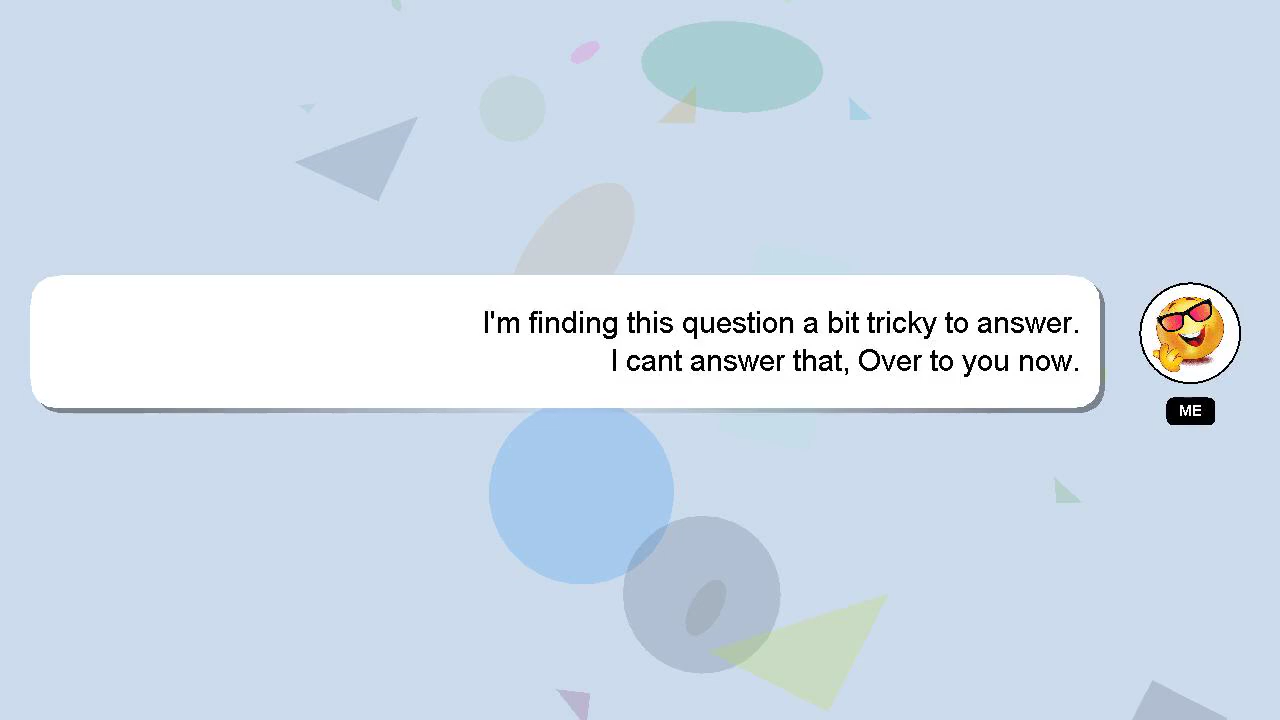 I'm finding this question a bit tricky to answer.
I cant answer that, Over to you now.
ME